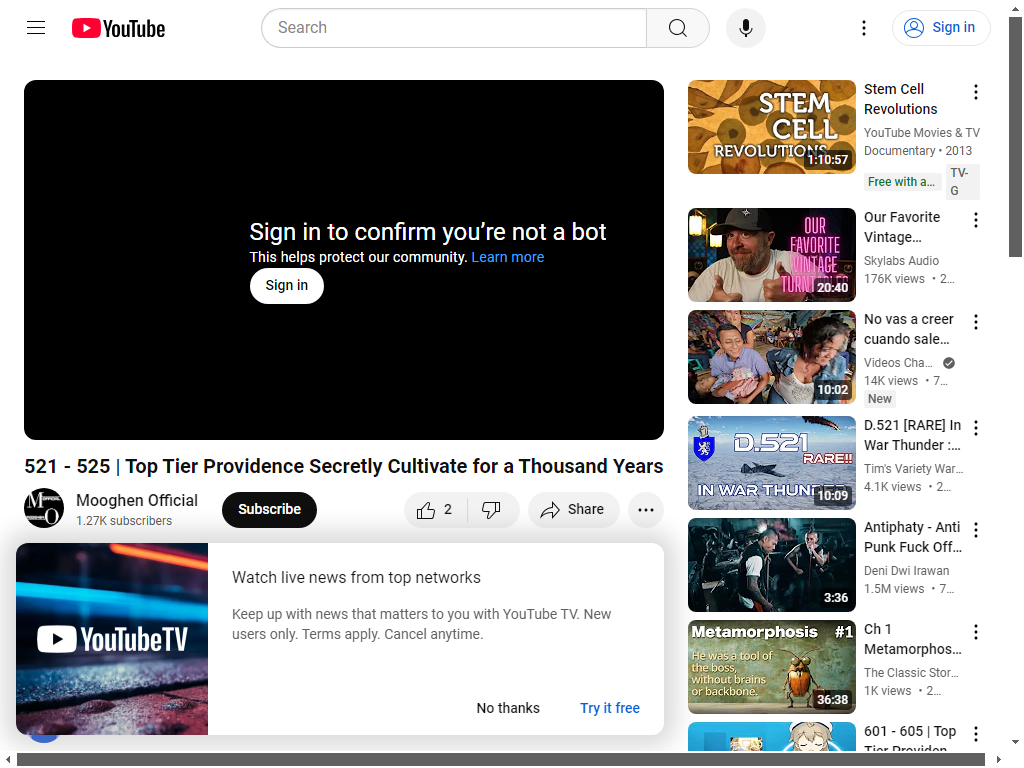 YouTube
Search
Sign in
Sign in to confirm you’re not a bot
This helps protect our community. Learn more
Sign in
521 - 525 | Top Tier Providence Secretly Cultivate for a Thousand Years
Mooghen Official
1.27K subscribers
Subscribe
2
Share
YouTubeTV
Watch live news from top networks
Keep up with news that matters to you with YouTube TV. New
users only. Terms apply. Cancel anytime.
No thanks
Try it free
STEM
CELL
REVOLUTIONS
1:10:57
Stem Cell
Revolutions
YouTube Movies & TV
Documentary • 2013
Free with a...
TV-
G
OUR
FAVORITE
VINTAGE
TURNTABLES
20:40
Our Favorite
Vintage...
Skylabs Audio
176K views • 2...
10:02
No vas a creer
cuando sale...
Videos Cha...
14K views • 7...
New
D.521
RARE!!
IN WAR THUNDER
10:09
D.521 [RARE] In
War Thunder :...
Tim's Variety War...
4.1K views • 2...
3:36
Antiphaty - Anti
Punk Fuck Off...
Deni Dwi Irawan
1.5M views • 7...
Metamorphosis #1
He was a tool of
the boss,
without brains
or backbone.
36:38
Ch 1
Metamorphos...
The Classic Stor...
1K views • 2...
601 - 605 | Top
Tier Providen